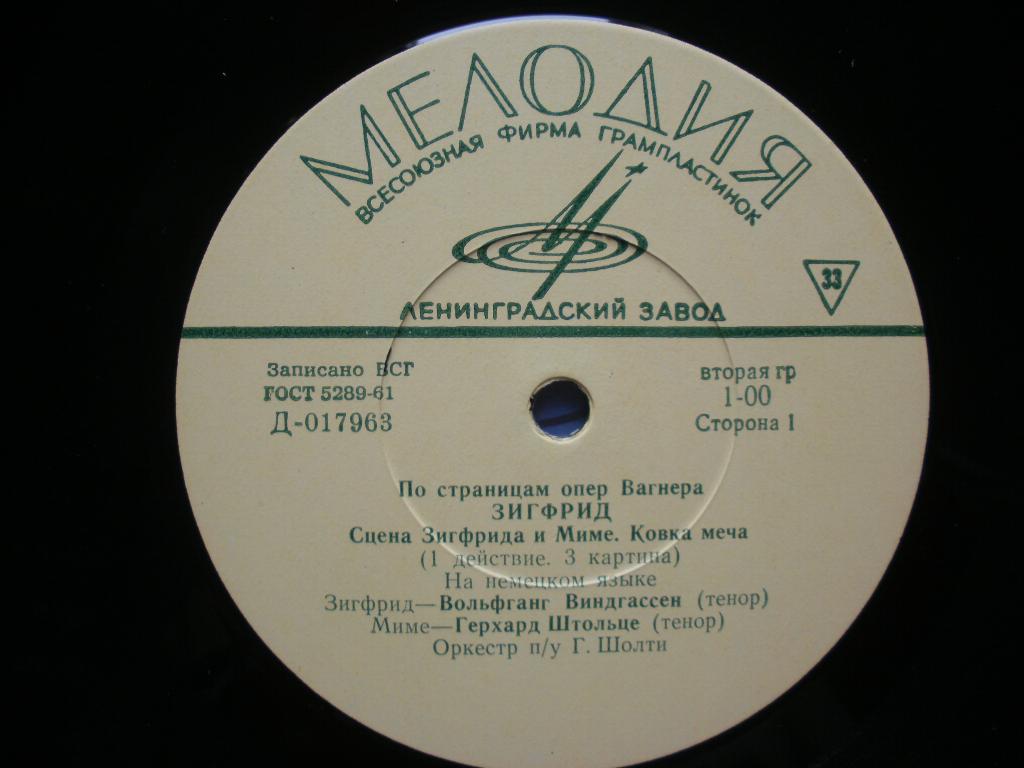 МЕЛОДИЯ
ВСЕСОЮЗНАЯ ФИРМА ГРАМПЛАСТИНОК
33
ЛЕНИНГРАДСКИЙ ЗАВОД
Записано ВСГ
ГОСТ 5289-61
Д-017963
вторая гр
1-00
Сторона 1
По страницам опер Вагнера
ЗИГФРИД
Сцена Зигфрида и Миме. Ковка меча
(1 действие. 3 картина)
На немецком языке
Зигфрид—Вольфганг Виндгассен (тенор)
Миме—Герхард Штольце (тенор)
Оркестр п/у Г. Шолти